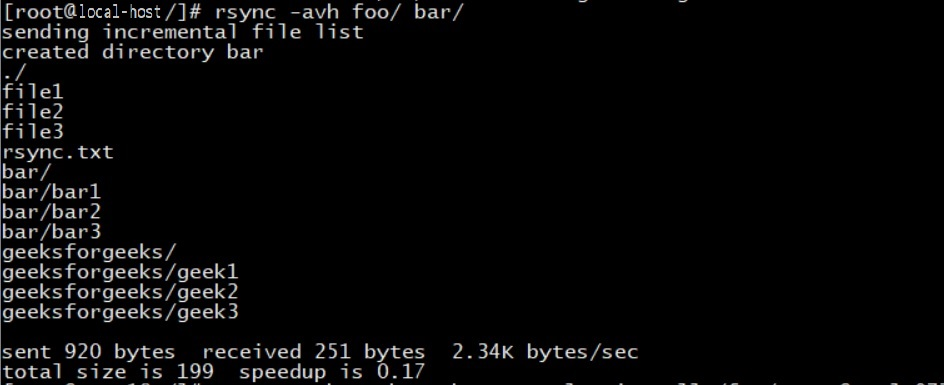 [root@local-host /]# rsync -avh foo/ bar/
sending incremental file list
created directory bar
./
file1
file2
file3
rsync.txt
bar/
bar/bar1
bar/bar2
bar/bar3
geeksforgeeks/
geeksforgeeks/geek1
geeksforgeeks/geek2
geeksforgeeks/geek3
sent 920 bytes  received 251 bytes  2.34K bytes/sec
total size is 199  speedup is 0.17